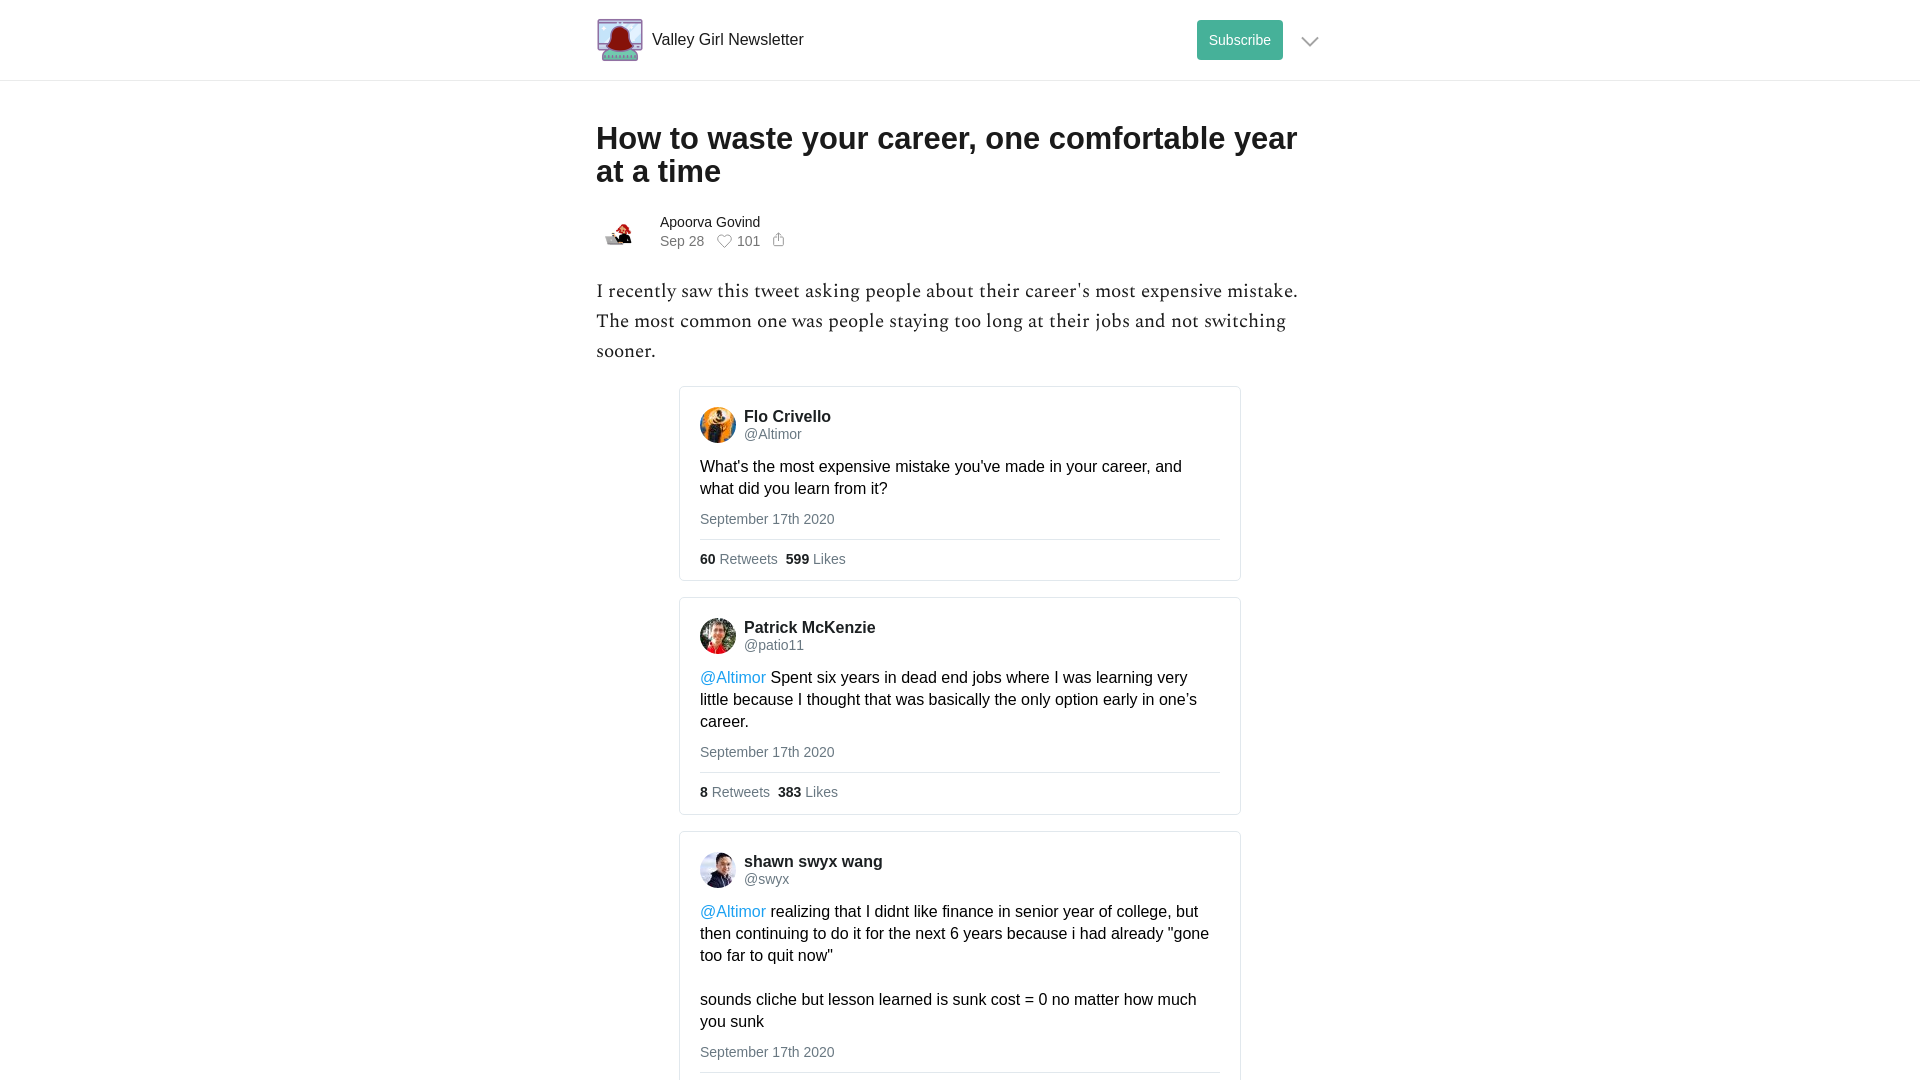 Valley Girl Newsletter
Subscribe
How to waste your career, one comfortable year
at a time
Apoorva Govind
Sep 28 101
I recently saw this tweet asking people about their career's most expensive mistake.
The most common one was people staying too long at their jobs and not switching
sooner.
Flo Crivello
@Altimor
What's the most expensive mistake you've made in your career, and
what did you learn from it?
September 17th 2020
60 Retweets 599 Likes
Patrick McKenzie
@patio11
@Altimor Spent six years in dead end jobs where I was learning very
little because I thought that was basically the only option early in one’s
career.
September 17th 2020
8 Retweets 383 Likes
shawn swyx wang
@swyx
@Altimor realizing that I didnt like finance in senior year of college, but
then continuing to do it for the next 6 years because i had already "gone
too far to quit now"
sounds cliche but lesson learned is sunk cost = 0 no matter how much
you sunk
September 17th 2020